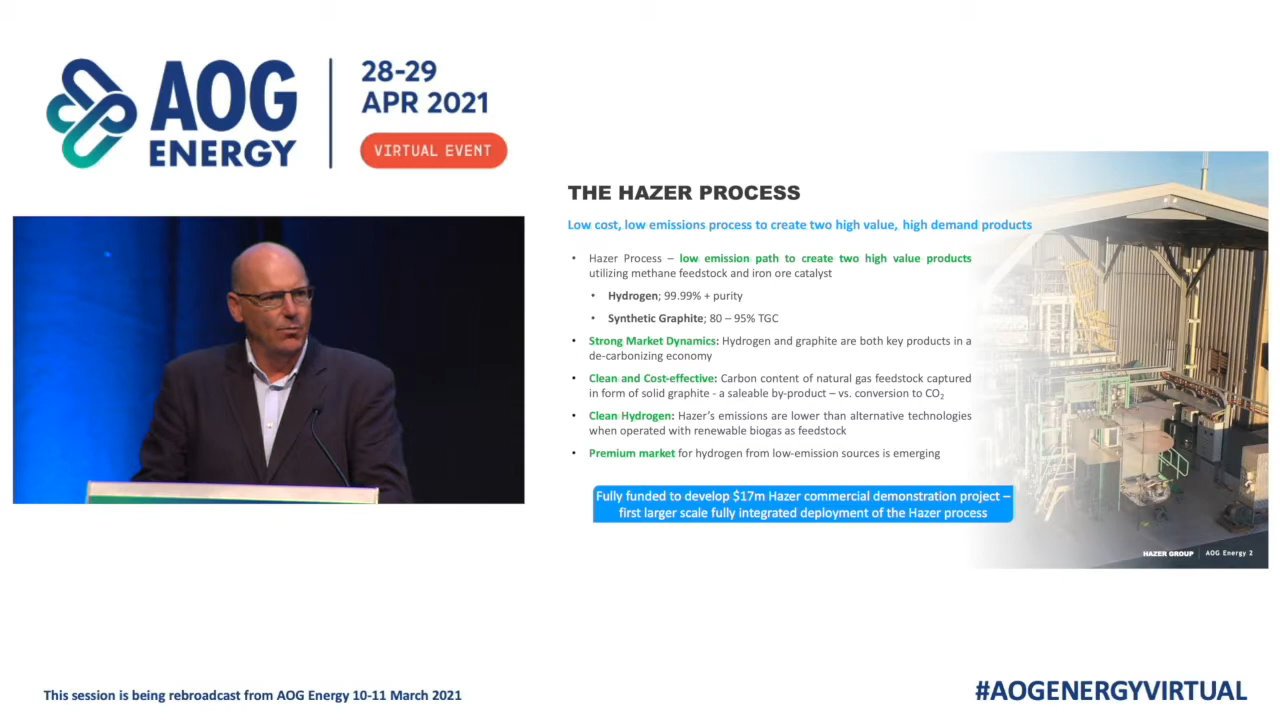 AOG
ENERGY
28-29
APR 2021
VIRTUAL EVENT
THE HAZER PROCESS
Low cost, low emissions process to create two high value, high demand products
• Hazer Process – low emission path to create two high value products
utilizing methane feedstock and iron ore catalyst
• Hydrogen; 99.99% + purity
• Synthetic Graphite; 80 – 95% TGC
• Strong Market Dynamics: Hydrogen and graphite are both key products in a
de-carbonizing economy
• Clean and Cost-effective: Carbon content of natural gas feedstock captured
in form of solid graphite - a saleable by-product – vs. conversion to CO₂
• Clean Hydrogen: Hazer's emissions are lower than alternative technologies
when operated with renewable biogas as feedstock
• Premium market for hydrogen from low-emission sources is emerging
Fully funded to develop $17m Hazer commercial demonstration project –
first larger scale fully integrated deployment of the Hazer process
HAZER GROUP | AOG Energy 2
This session is being rebroadcast from AOG Energy 10-11 March 2021
#AOGENERGYVIRTUAL